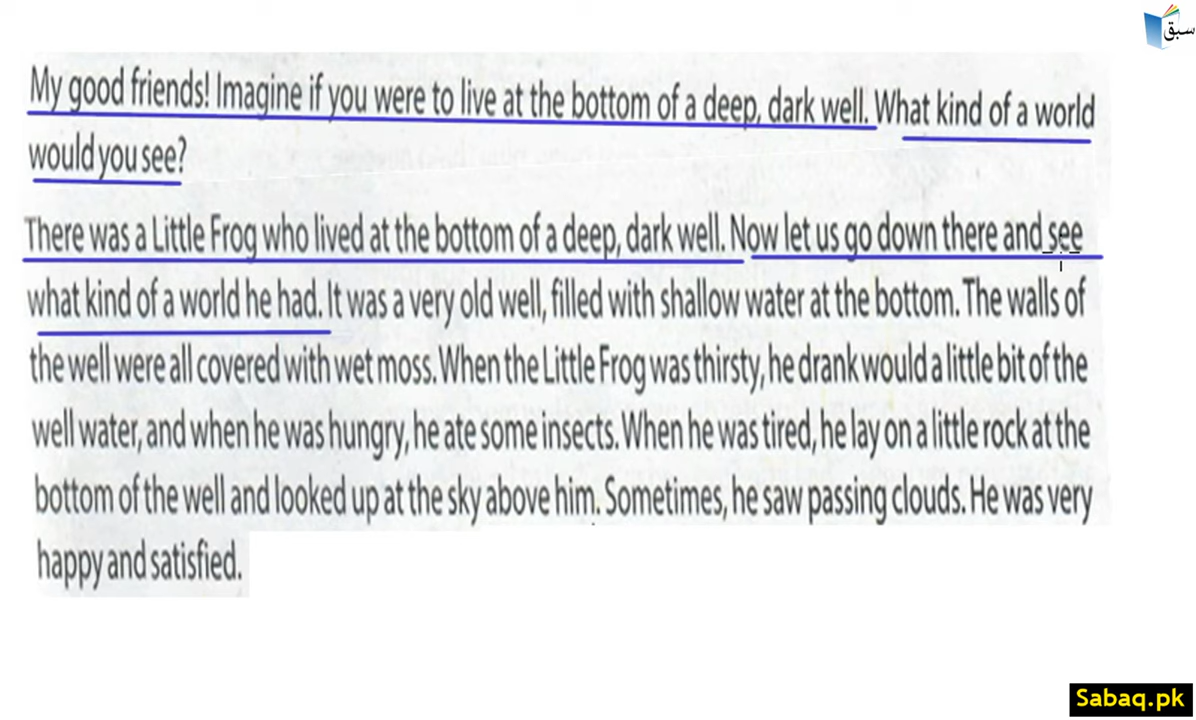 سبق
My good friends! Imagine if you were to live at the bottom of a deep, dark well. What kind of a world
would you see?
There was a Little Frog who lived at the bottom of a deep, dark well. Now let us go down there and see
what kind of a world he had. It was a very old well, filled with shallow water at the bottom. The walls of
the well were all covered with wet moss. When the Little Frog was thirsty, he drank would a little bit of the
well water, and when he was hungry, he ate some insects. When he was tired, he lay on a little rock at the
bottom of the well and looked up at the sky above him. Sometimes, he saw passing clouds. He was very
happy and satisfied.
Sabaq.pk